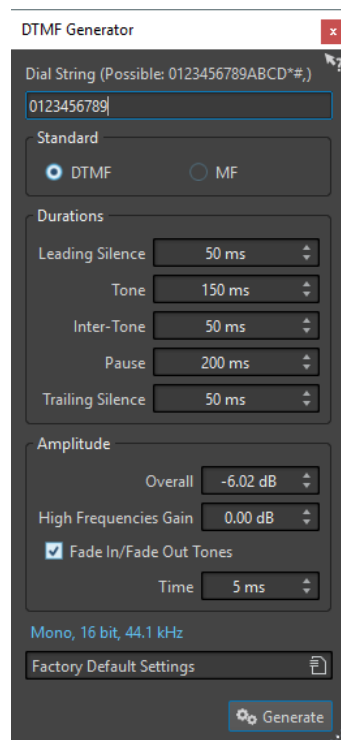 DTMF Generator
x
Dial String (Possible: 0123456789ABCD*#,)
?
0123456789
Standard
DTMF MF
Durations
Leading Silence 50 ms
Tone 150 ms
Inter-Tone 50 ms
Pause 200 ms
Trailing Silence 50 ms
Amplitude
Overall -6.02 dB
High Frequencies Gain 0.00 dB
Fade In/Fade Out Tones
Time 5 ms
Mono, 16 bit, 44.1 kHz
Factory Default Settings
Generate